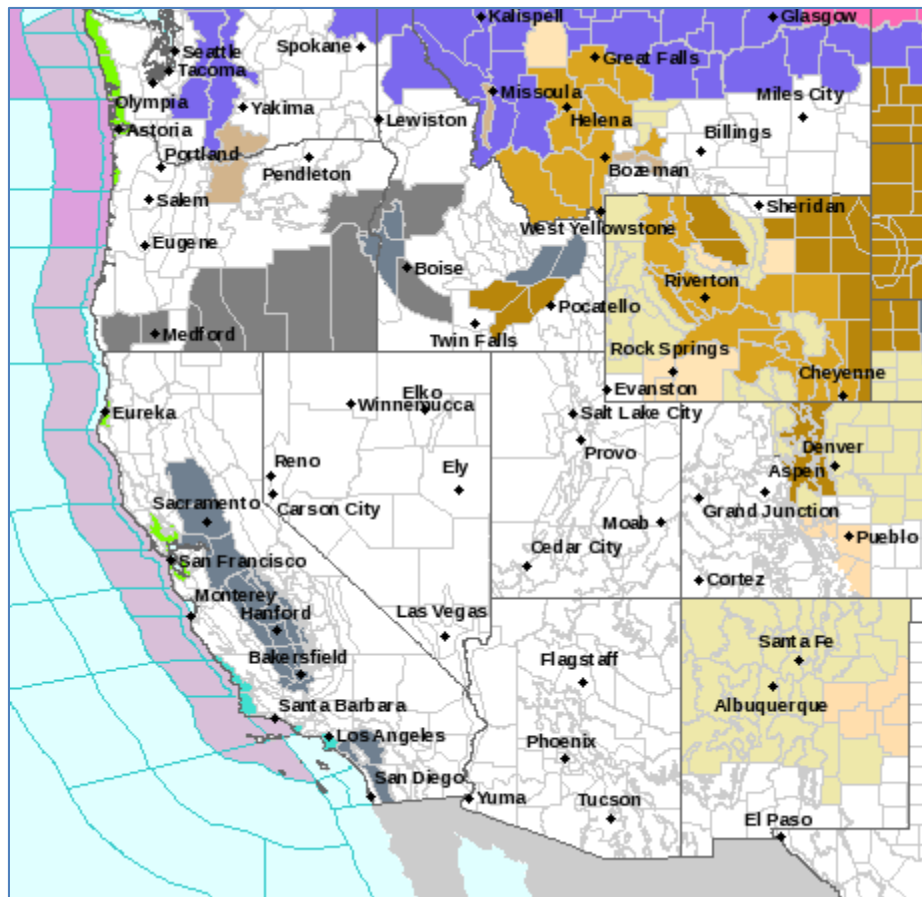 Kalispell
Glasgow
Seattle
Spokane
Tacoma
Great Falls
Olympia
Yakima
Missoula
Miles City
Lewiston
Helena
Astoria
Billings
Portland
Pendleton
Bozeman
Salem
Sheridan
West Yellowstone
Eugene
Boise
Riverton
Pocatello
Medford
Twin Falls
Rock Springs
Cheyenne
Evanston
Elko
Winnemucca
Eureka
Salt Lake City
Provo
Denver
Reno
Ely
Aspen
Sacramento
Carson City
Grand Junction
Moab
Pueblo
San Francisco
Cedar City
Cortez
Monterey
Hanford
Las Vegas
Santa Fe
Bakersfield
Flagstaff
Albuquerque
Santa Barbara
Los Angeles
Phoenix
San Diego
Yuma
Tucson
El Paso